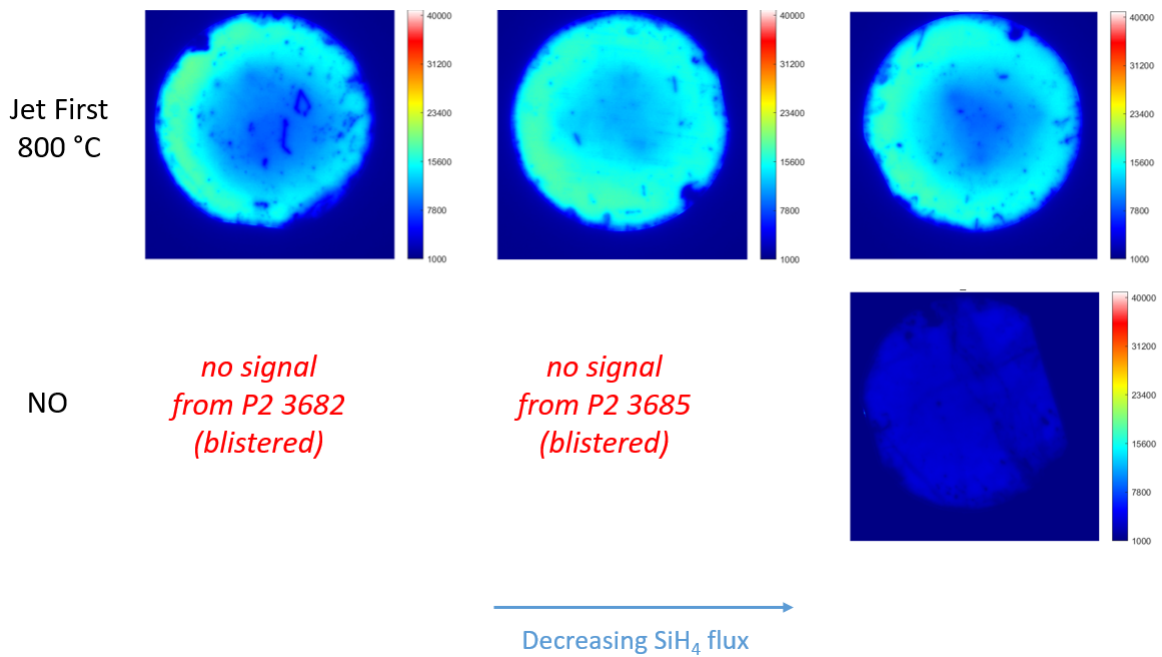 40000
31200
23400
15600
7800
1000
40000
31200
23400
15600
7800
1000
40000
31200
23400
15600
7800
1000
Jet First
800 °C
NO
no signal
from P2 3682
(blistered)
no signal
from P2 3685
(blistered)
40000
31200
23400
15600
7800
1000
Decreasing SiH₄ flux